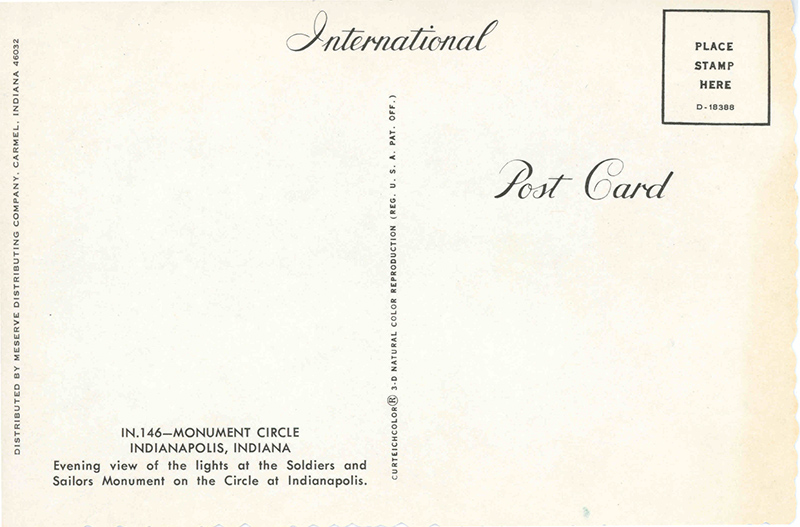 International
PLACE
STAMP
HERE
D-18388
Post Card
DISTRIBUTED BY MESERVE DISTRIBUTING COMPANY, CARMEL, INDIANA 46032
CURTEICHCOLOR® 3-D NATURAL COLOR REPRODUCTION (REG. U. S. A. PAT. OFF.)
IN.146—MONUMENT CIRCLE
INDIANAPOLIS, INDIANA
Evening view of the lights at the Soldiers and
Sailors Monument on the Circle at Indianapolis.